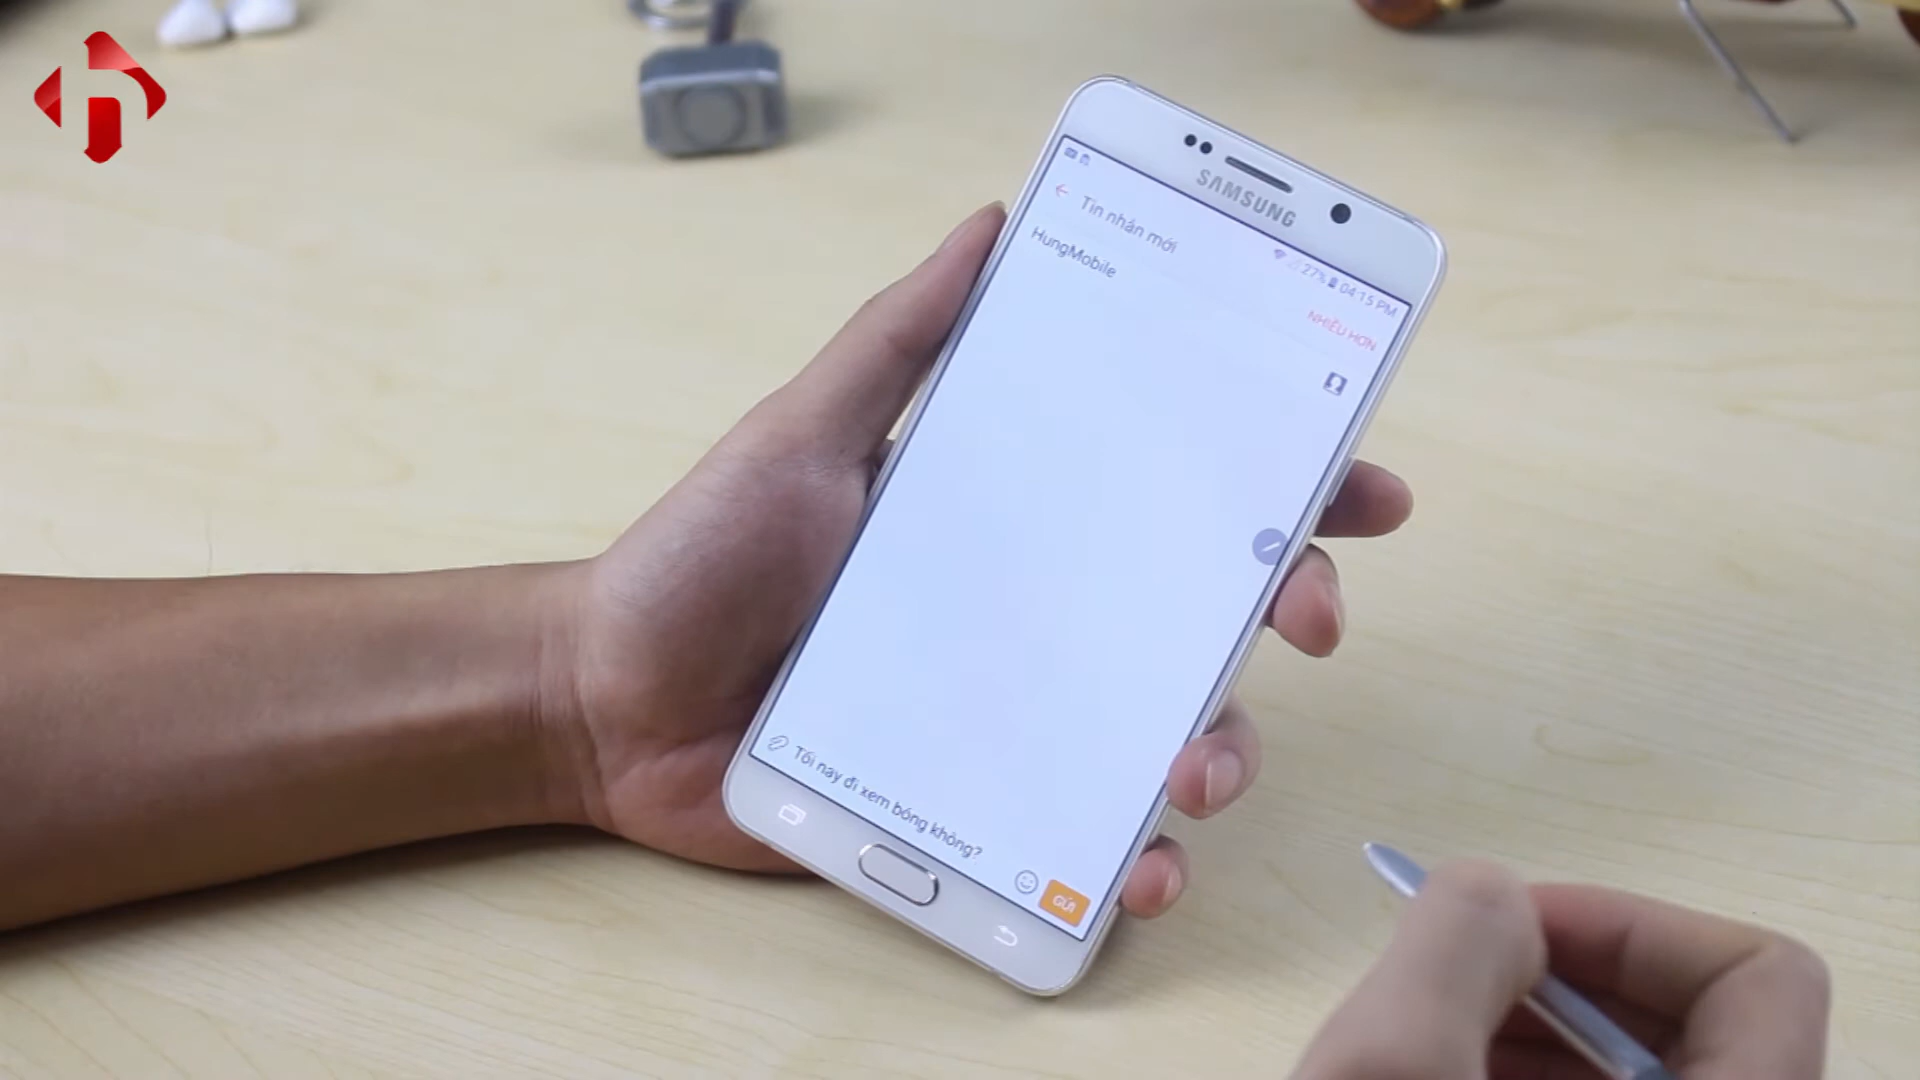 SAMSUNG
27% 04:15 PM
Tin nhắn mới
NHIỀU HƠN
HungMobile
Tối nay đi xem bóng không?
GỬI